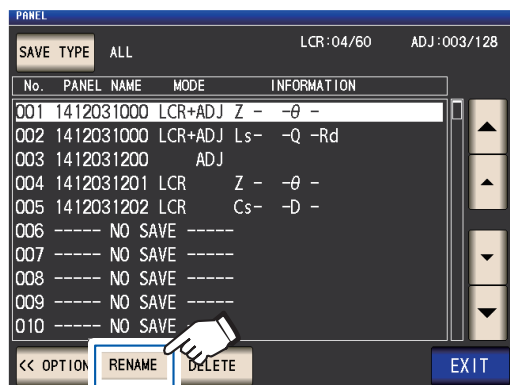 PANEL
SAVE TYPE ALL LCR:04/60 ADJ:003/128
No. PANEL NAME MODE INFORMATION
001 1412031000 LCR+ADJ Z - -θ -
002 1412031000 LCR+ADJ Ls- -Q -Rd
003 1412031200 ADJ
004 1412031201 LCR Z - -θ -
005 1412031202 LCR Cs- -D -
006 ----- NO SAVE -----
007 ----- NO SAVE -----
008 ----- NO SAVE -----
009 ----- NO SAVE -----
010 ----- NO SAVE -
<< OPTION RENAME DELETE EXIT